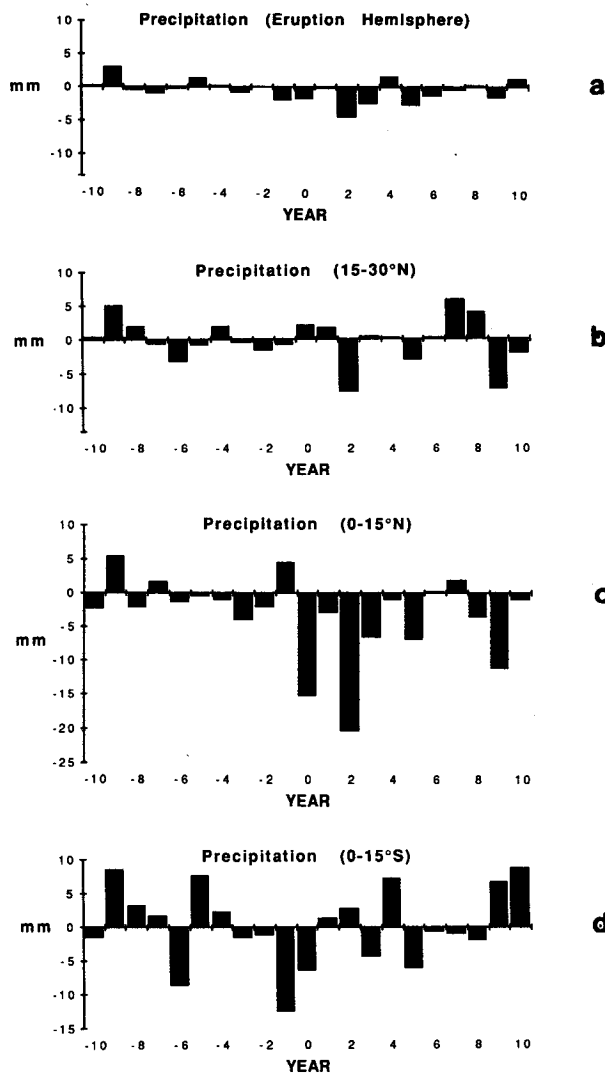 Precipitation (Eruption Hemisphere)
10
5
mm
0
-5
-10
-10 -8 -6 -4 -2 0 2 4 6 8 10
YEAR
a
Precipitation (15-30°N)
10
5
mm
0
-5
-10
-10 -8 -6 -4 -2 0 2 4 6 8 10
YEAR
b
Precipitation (0-15°N)
10
5
0
-5
mm
-10
-15
-20
-25
-10 -8 -6 -4 -2 0 2 4 6 8 10
YEAR
c
Precipitation (0-15°S)
10
5
mm
0
-5
-10
-15
-10 -8 -6 -4 -2 0 2 4 6 8 10
YEAR
d